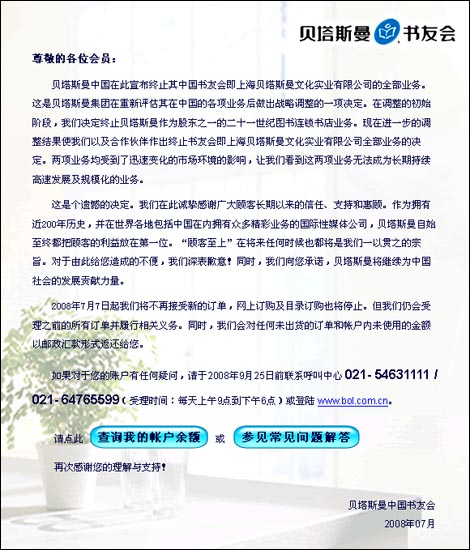 贝塔斯曼 书友会
尊敬的各位会员：
贝塔斯曼中国在此宣布终止其中国书友会即上海贝塔斯曼文化实业有限公司的全部业务。
这是贝塔斯曼集团在重新评估其在中国的各项业务后做出战略调整的一项决定。在调整的初始
阶段，我们决定终止贝塔斯曼作为股东之一的二十一世纪图书连锁书店业务。现在进一步的调
整结果使我们以及合作伙伴作出终止书友会即上海贝塔斯曼文化实业有限公司全部业务的决
定。两项业务均受到了迅速变化的市场环境的影响，让我们看到这两项业务无法成为长期持续
高速发展及规模化的业务。
这是个遗憾的决定。我们在此诚挚感谢广大顾客长期以来的信任、支持和惠顾。作为拥有
近200年历史，并在世界各地包括中国在内拥有众多精彩业务的国际性媒体公司，贝塔斯曼自始
至终都把顾客的利益放在第一位。“顾客至上”在将来任何时候也都将是我们一以贯之的宗
旨。对于由此给您造成的不便，我们深表歉意！同时，我们向您承诺，贝塔斯曼将继续为中国
社会的发展贡献力量。
2008年7月7日起我们将不再接受新的订单，网上订购及目录订购也将停止。但我们仍会受
理之前的所有订单并履行相关义务。同时，我们会对任何未出货的订单和帐户内未使用的金额
以邮政汇款形式返还给您。
如果对于您的账户有任何疑问，请于2008年9月25日前联系呼叫中心 021- 54631111 /
021- 64765599（受理时间：每天上午9点到下午6点）或登陆 www.bol.com.cn。
请点此 查询我的帐户余额 或 参见常见问题解答
再次感谢您的理解与支持！
贝塔斯曼中国书友会
2008年07月